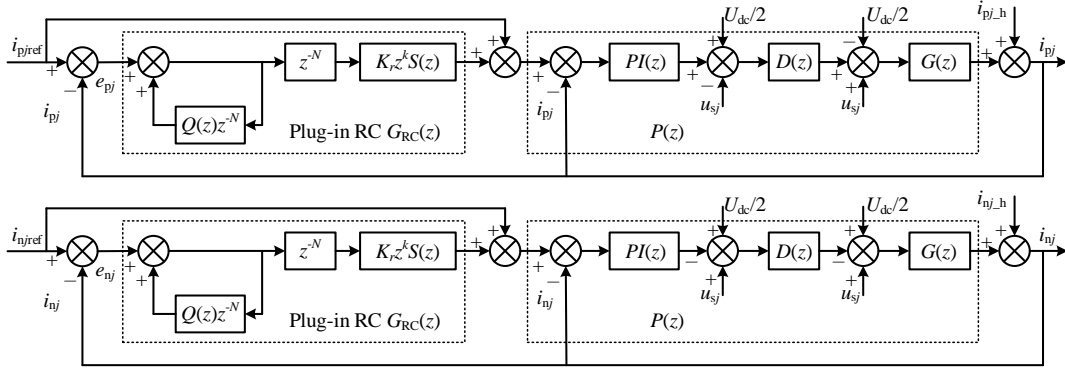 U_dc/2
U_dc/2
i_pj_h
i_pjref
+
+
z^-N
K_r z^k S(z)
+
+
PI(z)
+
−
D(z)
−
+
+
G(z)
+
+
i_pj
+
−
e_pj
+
+
+
−
i_pj
u_sj
u_sj
i_pj
Q(z)z^-N
Plug-in RC G_RC(z)
P(z)
U_dc/2
U_dc/2
i_nj_h
i_njref
+
+
z^-N
K_r z^k S(z)
+
+
PI(z)
+
−
D(z)
+
−
+
G(z)
+
+
i_nj
+
−
e_nj
+
+
+
−
i_nj
u_sj
u_sj
i_nj
Q(z)z^-N
Plug-in RC G_RC(z)
P(z)